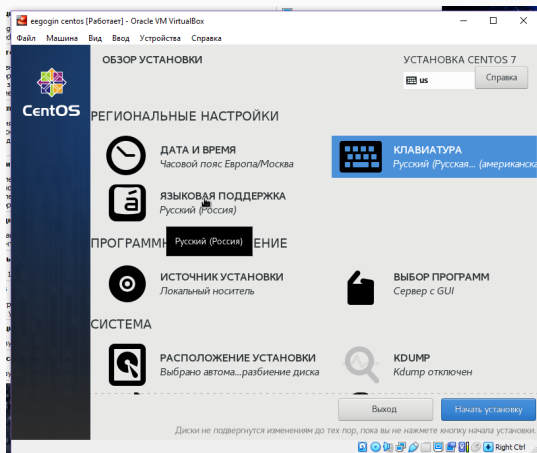 eegogin centos [Работает] - Oracle VM VirtualBox
Файл Машина Вид Ввод Устройства Справка
ОБЗОР УСТАНОВКИ
УСТАНОВКА CENTOS 7
us
Справка
CentOS
РЕГИОНАЛЬНЫЕ НАСТРОЙКИ
ДАТА И ВРЕМЯ
Часовой пояс Европа/Москва
КЛАВИАТУРА
Русский (Русская... (американска
ЯЗЫКОВАЯ ПОДДЕРЖКА
Русский (Россия)
Русский (Россия)
ИСТОЧНИК УСТАНОВКИ
Локальный носитель
ВЫБОР ПРОГРАММ
Сервер с GUI
СИСТЕМА
РАСПОЛОЖЕНИЕ УСТАНОВКИ
Выбрано автома...разбиение диска
KDUMP
Kdump отключен
Выход
Начать установку
Диски не подвергнутся изменениям до тех пор, пока вы не нажмете кнопку начала установки.
Right Ctrl